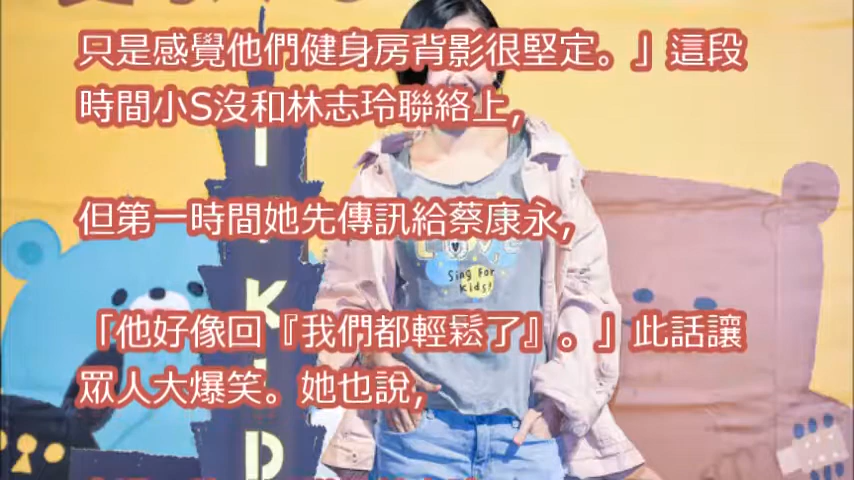 只是感覺他們健身房背影很堅定。」這段
時間小S沒和林志玲聯絡上，
但第一時間她先傳訊給蔡康永，
「他好像回『我們都輕鬆了』。」此話讓
眾人大爆笑。她也說，
Sing For
kids!
K
D